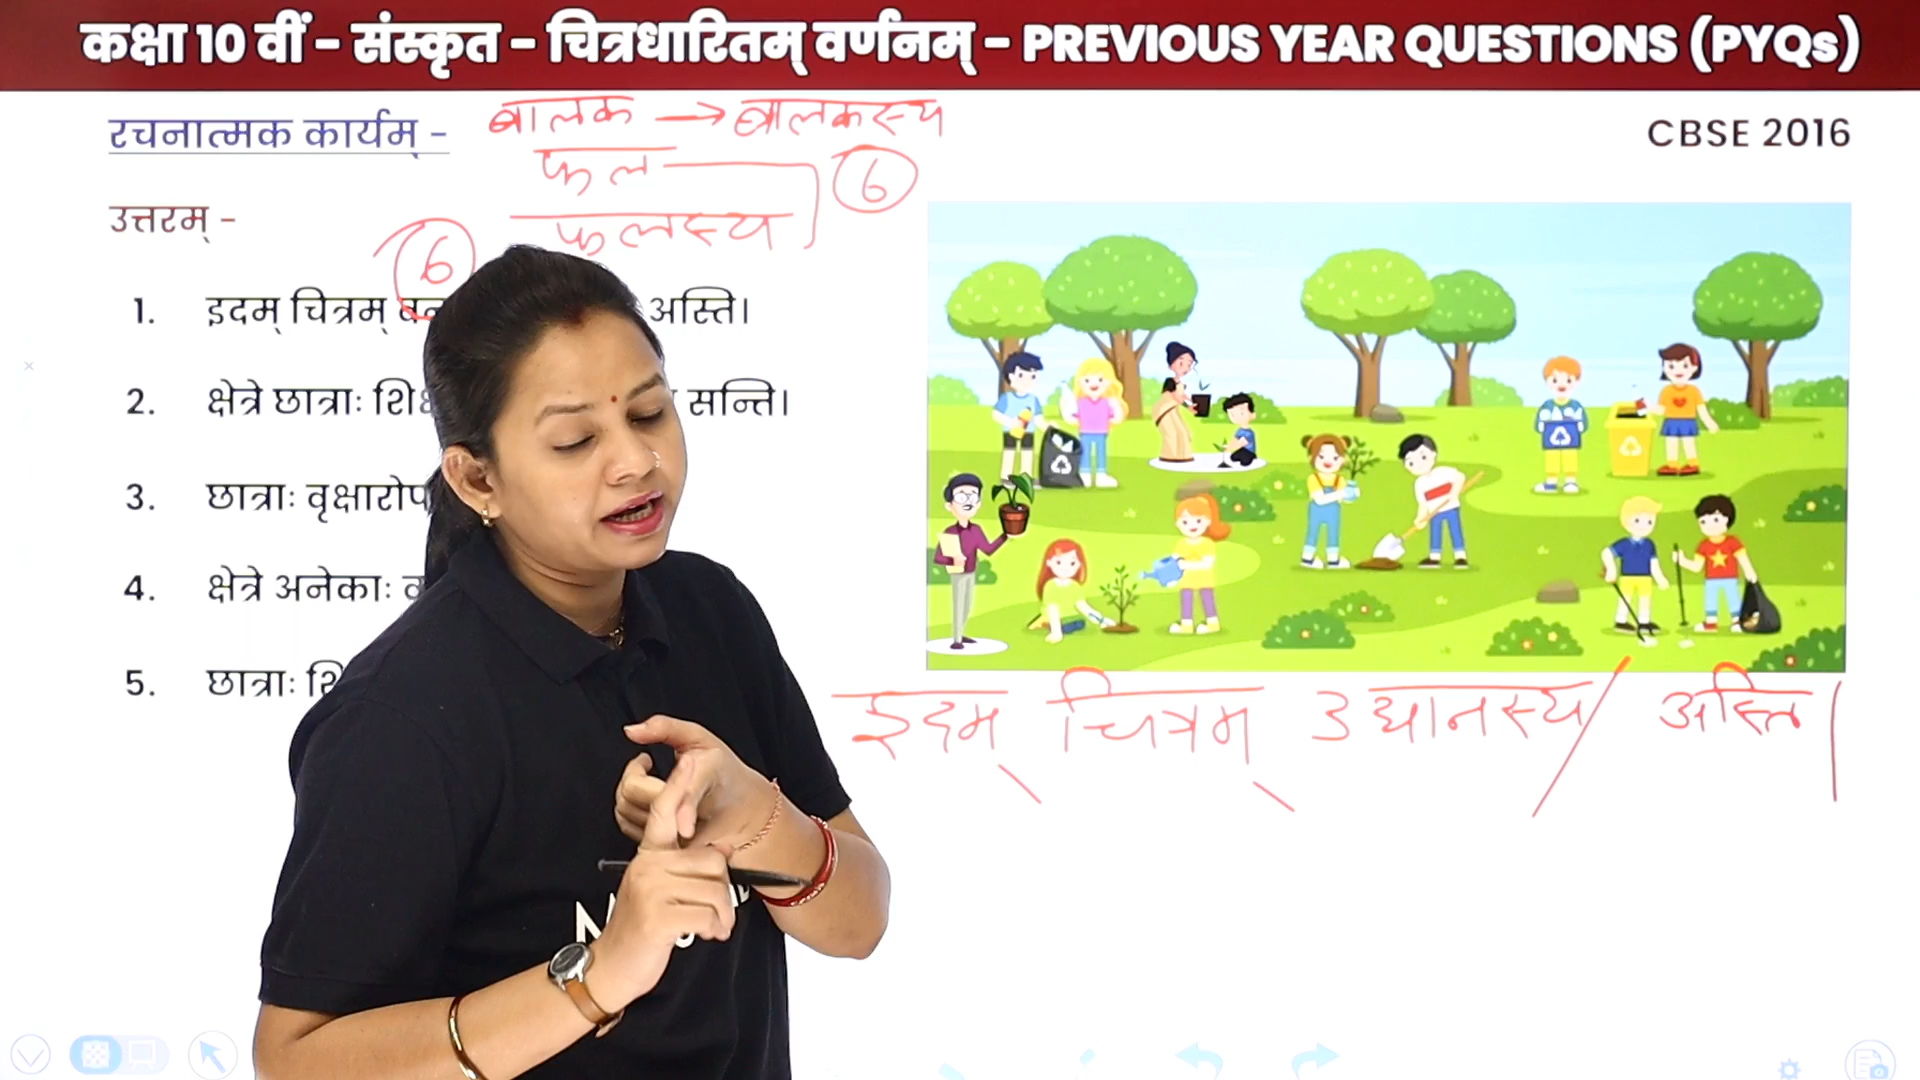 कक्षा 10 वीं - संस्कृत - चित्रधारितम् वर्णनम् - PREVIOUS YEAR QUESTIONS (PYQs)
रचनात्मक कार्यम् -
बालक → बालकस्य
CBSE 2016
फल
6
उत्तरम् -
फलस्य
6
1. इदम् चित्रम् अस्ति।
2. क्षेत्रे छात्राः सन्ति।
3. छात्राः
4. क्षेत्रे अनेकाः
5. छात्राः
इदम् चित्रम् उद्यानस्य / अस्ति।